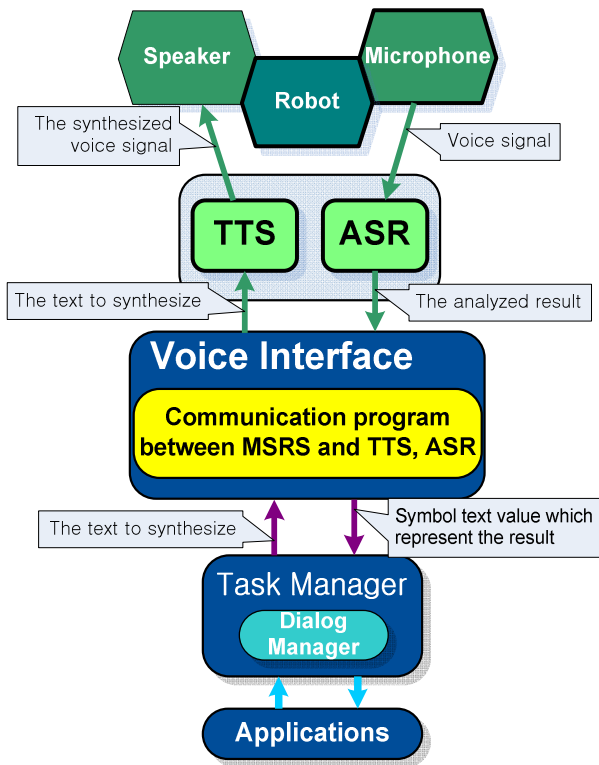 Speaker
Microphone
Robot
The synthesized
voice signal
Voice signal
TTS
ASR
The text to synthesize
The analyzed result
Voice Interface
Communication program
between MSRS and TTS, ASR
The text to synthesize
Symbol text value which
represent the result
Task Manager
Dialog
Manager
Applications